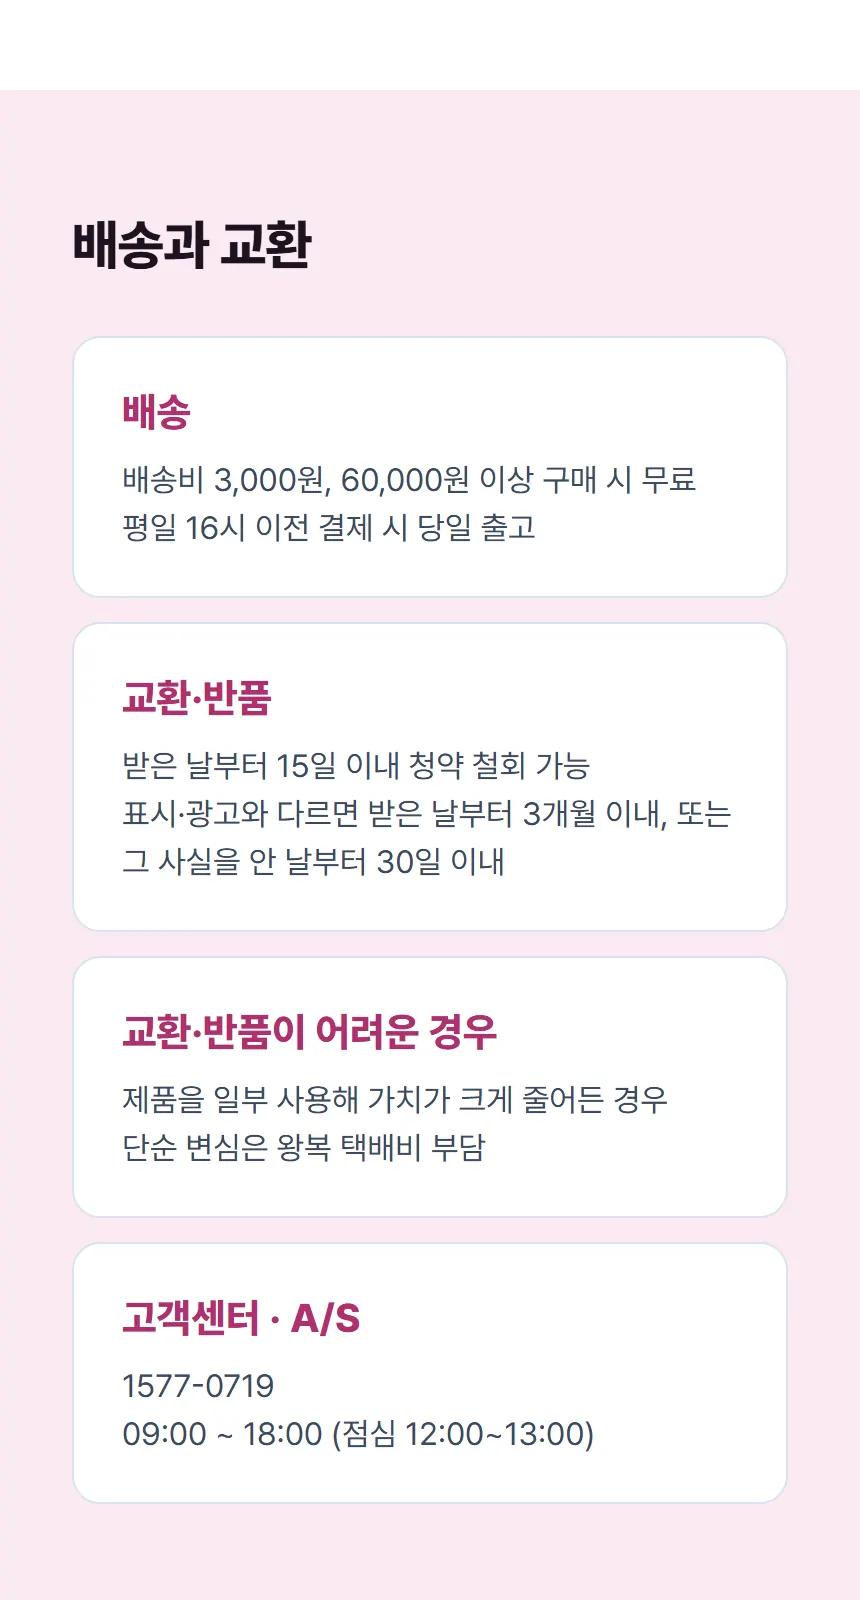 배송과 교환
배송
배송비 3,000원, 60,000원 이상 구매 시 무료
평일 16시 이전 결제 시 당일 출고
교환·반품
받은 날부터 15일 이내 청약 철회 가능
표시·광고와 다르면 받은 날부터 3개월 이내, 또는
그 사실을 안 날부터 30일 이내
교환·반품이 어려운 경우
제품을 일부 사용해 가치가 크게 줄어든 경우
단순 변심은 왕복 택배비 부담
고객센터 · A/S
1577-0719
09:00 ~ 18:00 (점심 12:00~13:00)